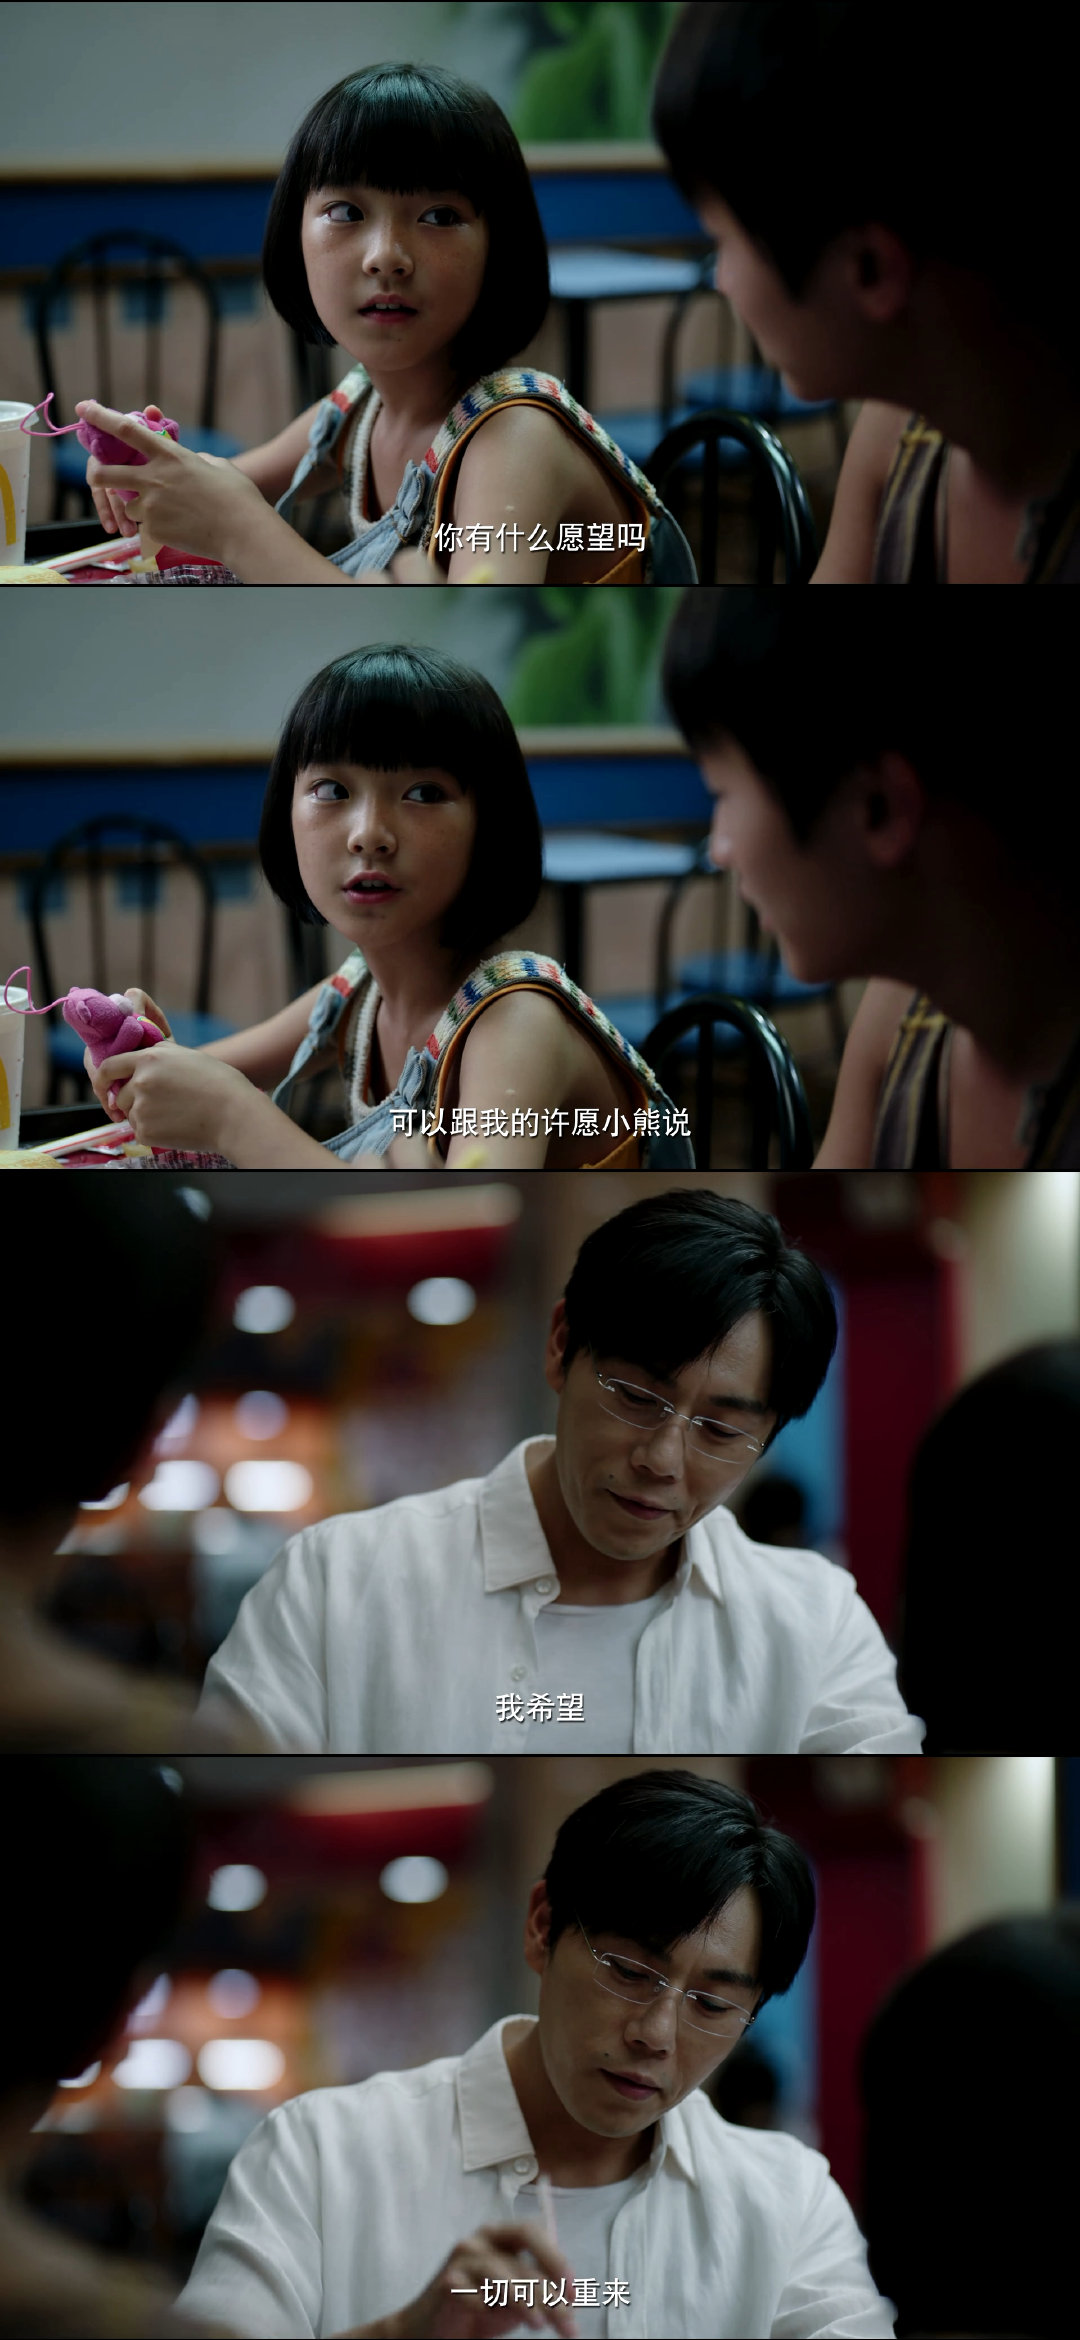 你有什么愿望吗
可以跟我的许愿小熊说
我希望
一切可以重来